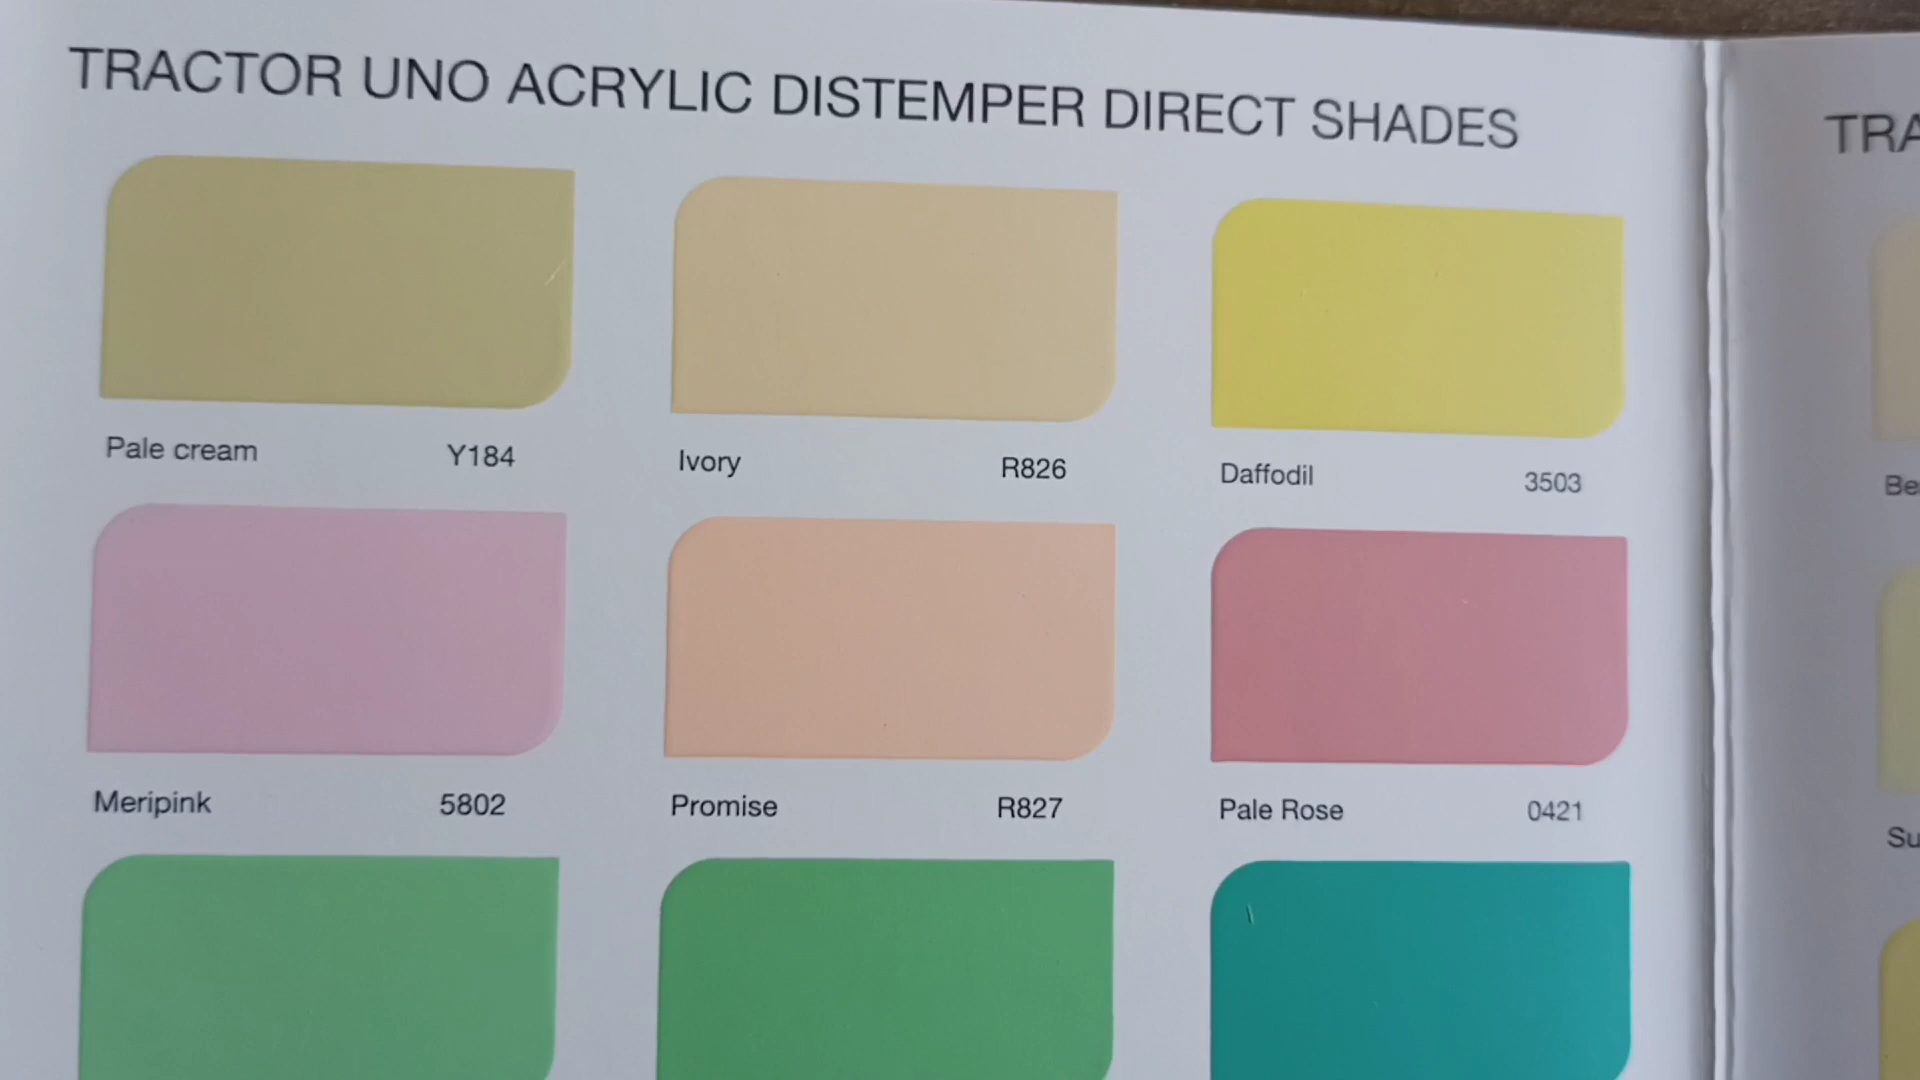 TRACTOR UNO ACRYLIC DISTEMPER DIRECT SHADES
Pale cream Y184 Ivory R826 Daffodil 3503
Meripink 5802 Promise R827 Pale Rose 0421